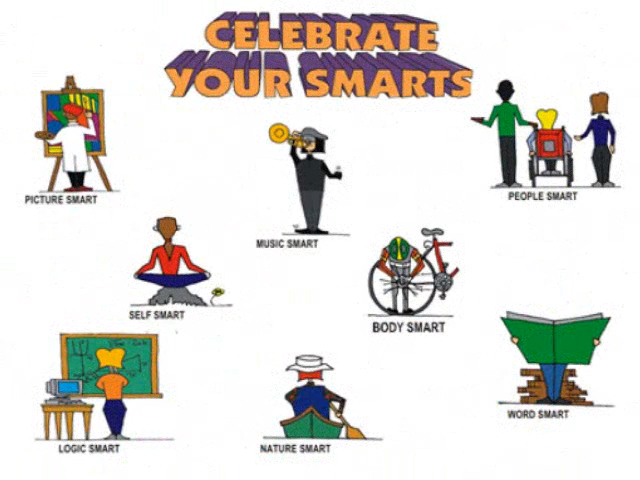 CELEBRATE
YOUR SMARTS
PICTURE SMART
MUSIC SMART
PEOPLE SMART
SELF SMART
BODY SMART
LOGIC SMART
NATURE SMART
WORD SMART